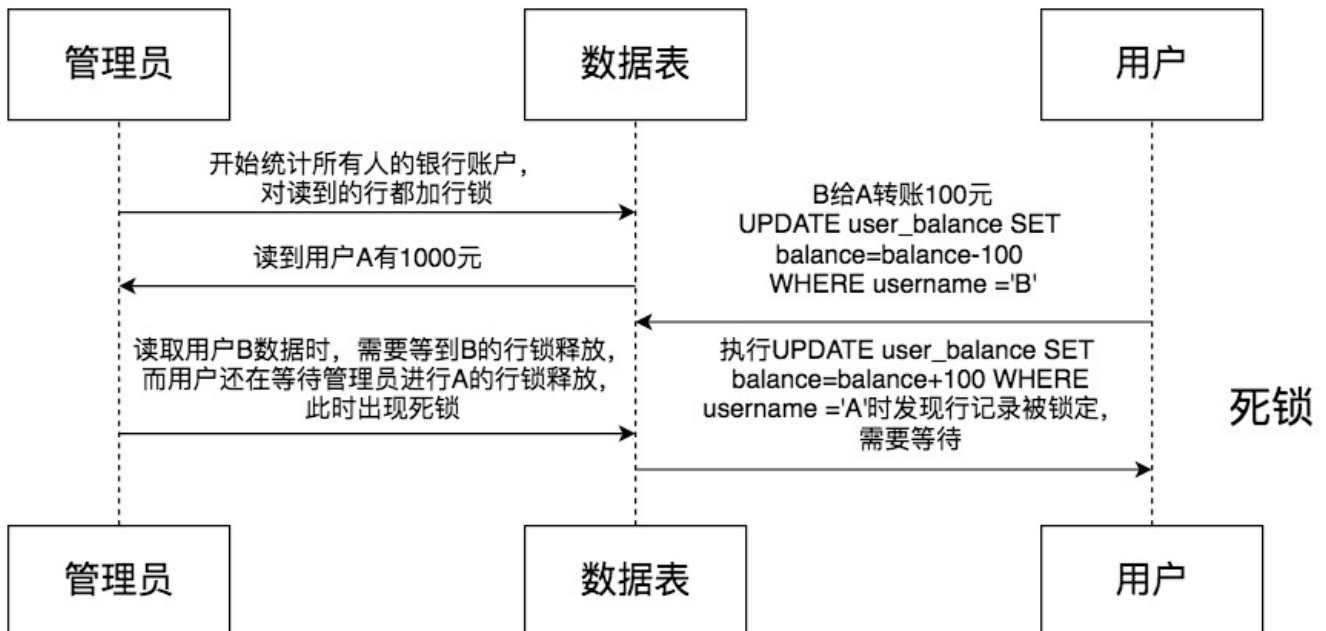 管理员
数据表
用户
开始统计所有人的银行账户，
对读到的行都加行锁
B给A转账100元
UPDATE user_balance SET
balance=balance-100
WHERE username ='B'
读到用户A有1000元
读取用户B数据时，需要等到B的行锁释放，
而用户还在等待管理员进行A的行锁释放，
此时出现死锁
执行UPDATE user_balance SET
balance=balance+100 WHERE
username ='A'时发现行记录被锁定，
需要等待
死锁
管理员
数据表
用户